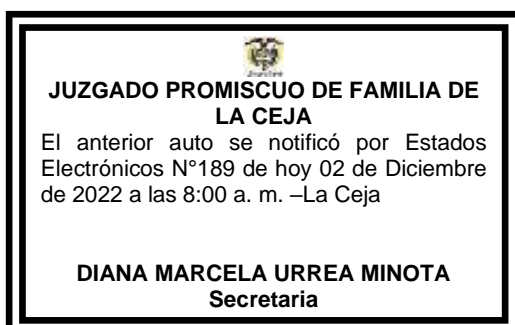 JUZGADO PROMISCUO DE FAMILIA DE
LA CEJA
El anterior auto se notificó por Estados
Electrónicos N°189 de hoy 02 de Diciembre
de 2022 a las 8:00 a. m. –La Ceja
DIANA MARCELA URREA MINOTA
Secretaria